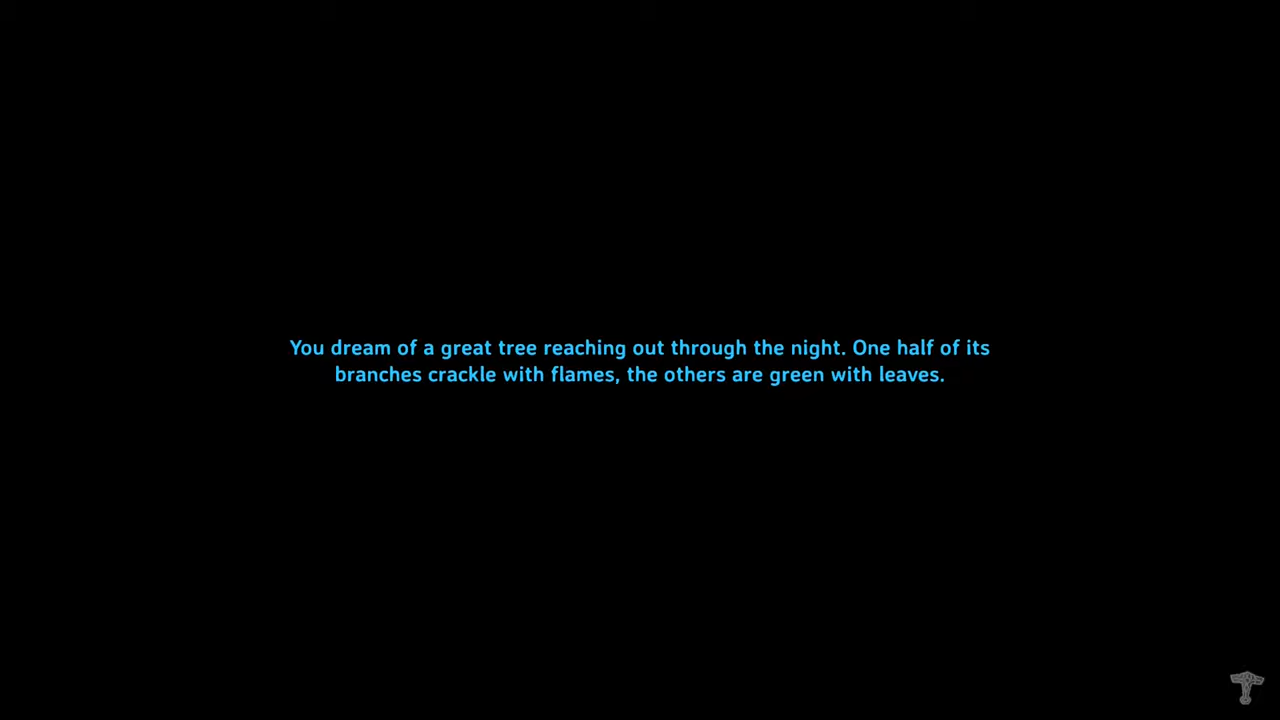 You dream of a great tree reaching out through the night. One half of its
branches crackle with flames, the others are green with leaves.